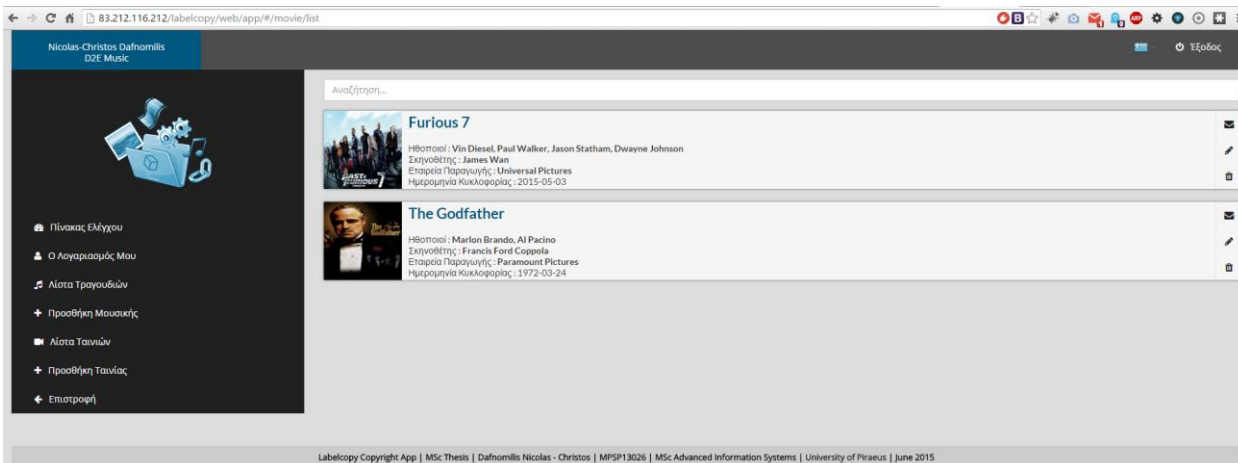 83.212.116.212/labelcopy/web/app/#/movie/list
Nicolas-Christos Dafnomilis
D2E Music
Έξοδος
Αναζήτηση...
Furious 7
Ηθοποιοί : Vin Diesel, Paul Walker, Jason Statham, Dwayne Johnson
Σκηνοθέτης : James Wan
Εταιρεία Παραγωγής : Universal Pictures
Ημερομηνία Κυκλοφορίας : 2015-05-03
The Godfather
Ηθοποιοί : Marlon Brando, Al Pacino
Σκηνοθέτης : Francis Ford Coppola
Εταιρεία Παραγωγής : Paramount Pictures
Ημερομηνία Κυκλοφορίας : 1972-03-24
Πίνακας Ελέγχου
Ο Λογαριασμός Μου
Λίστα Τραγουδιών
Προσθήκη Μουσικής
Λίστα Ταινιών
Προσθήκη Ταινίας
Επιστροφή
Labelcopy Copyright App | MSc Thesis | Dafnomilis Nicolas - Christos | MPSP13026 | MSc Advanced Information Systems | University of Piraeus | June 2015